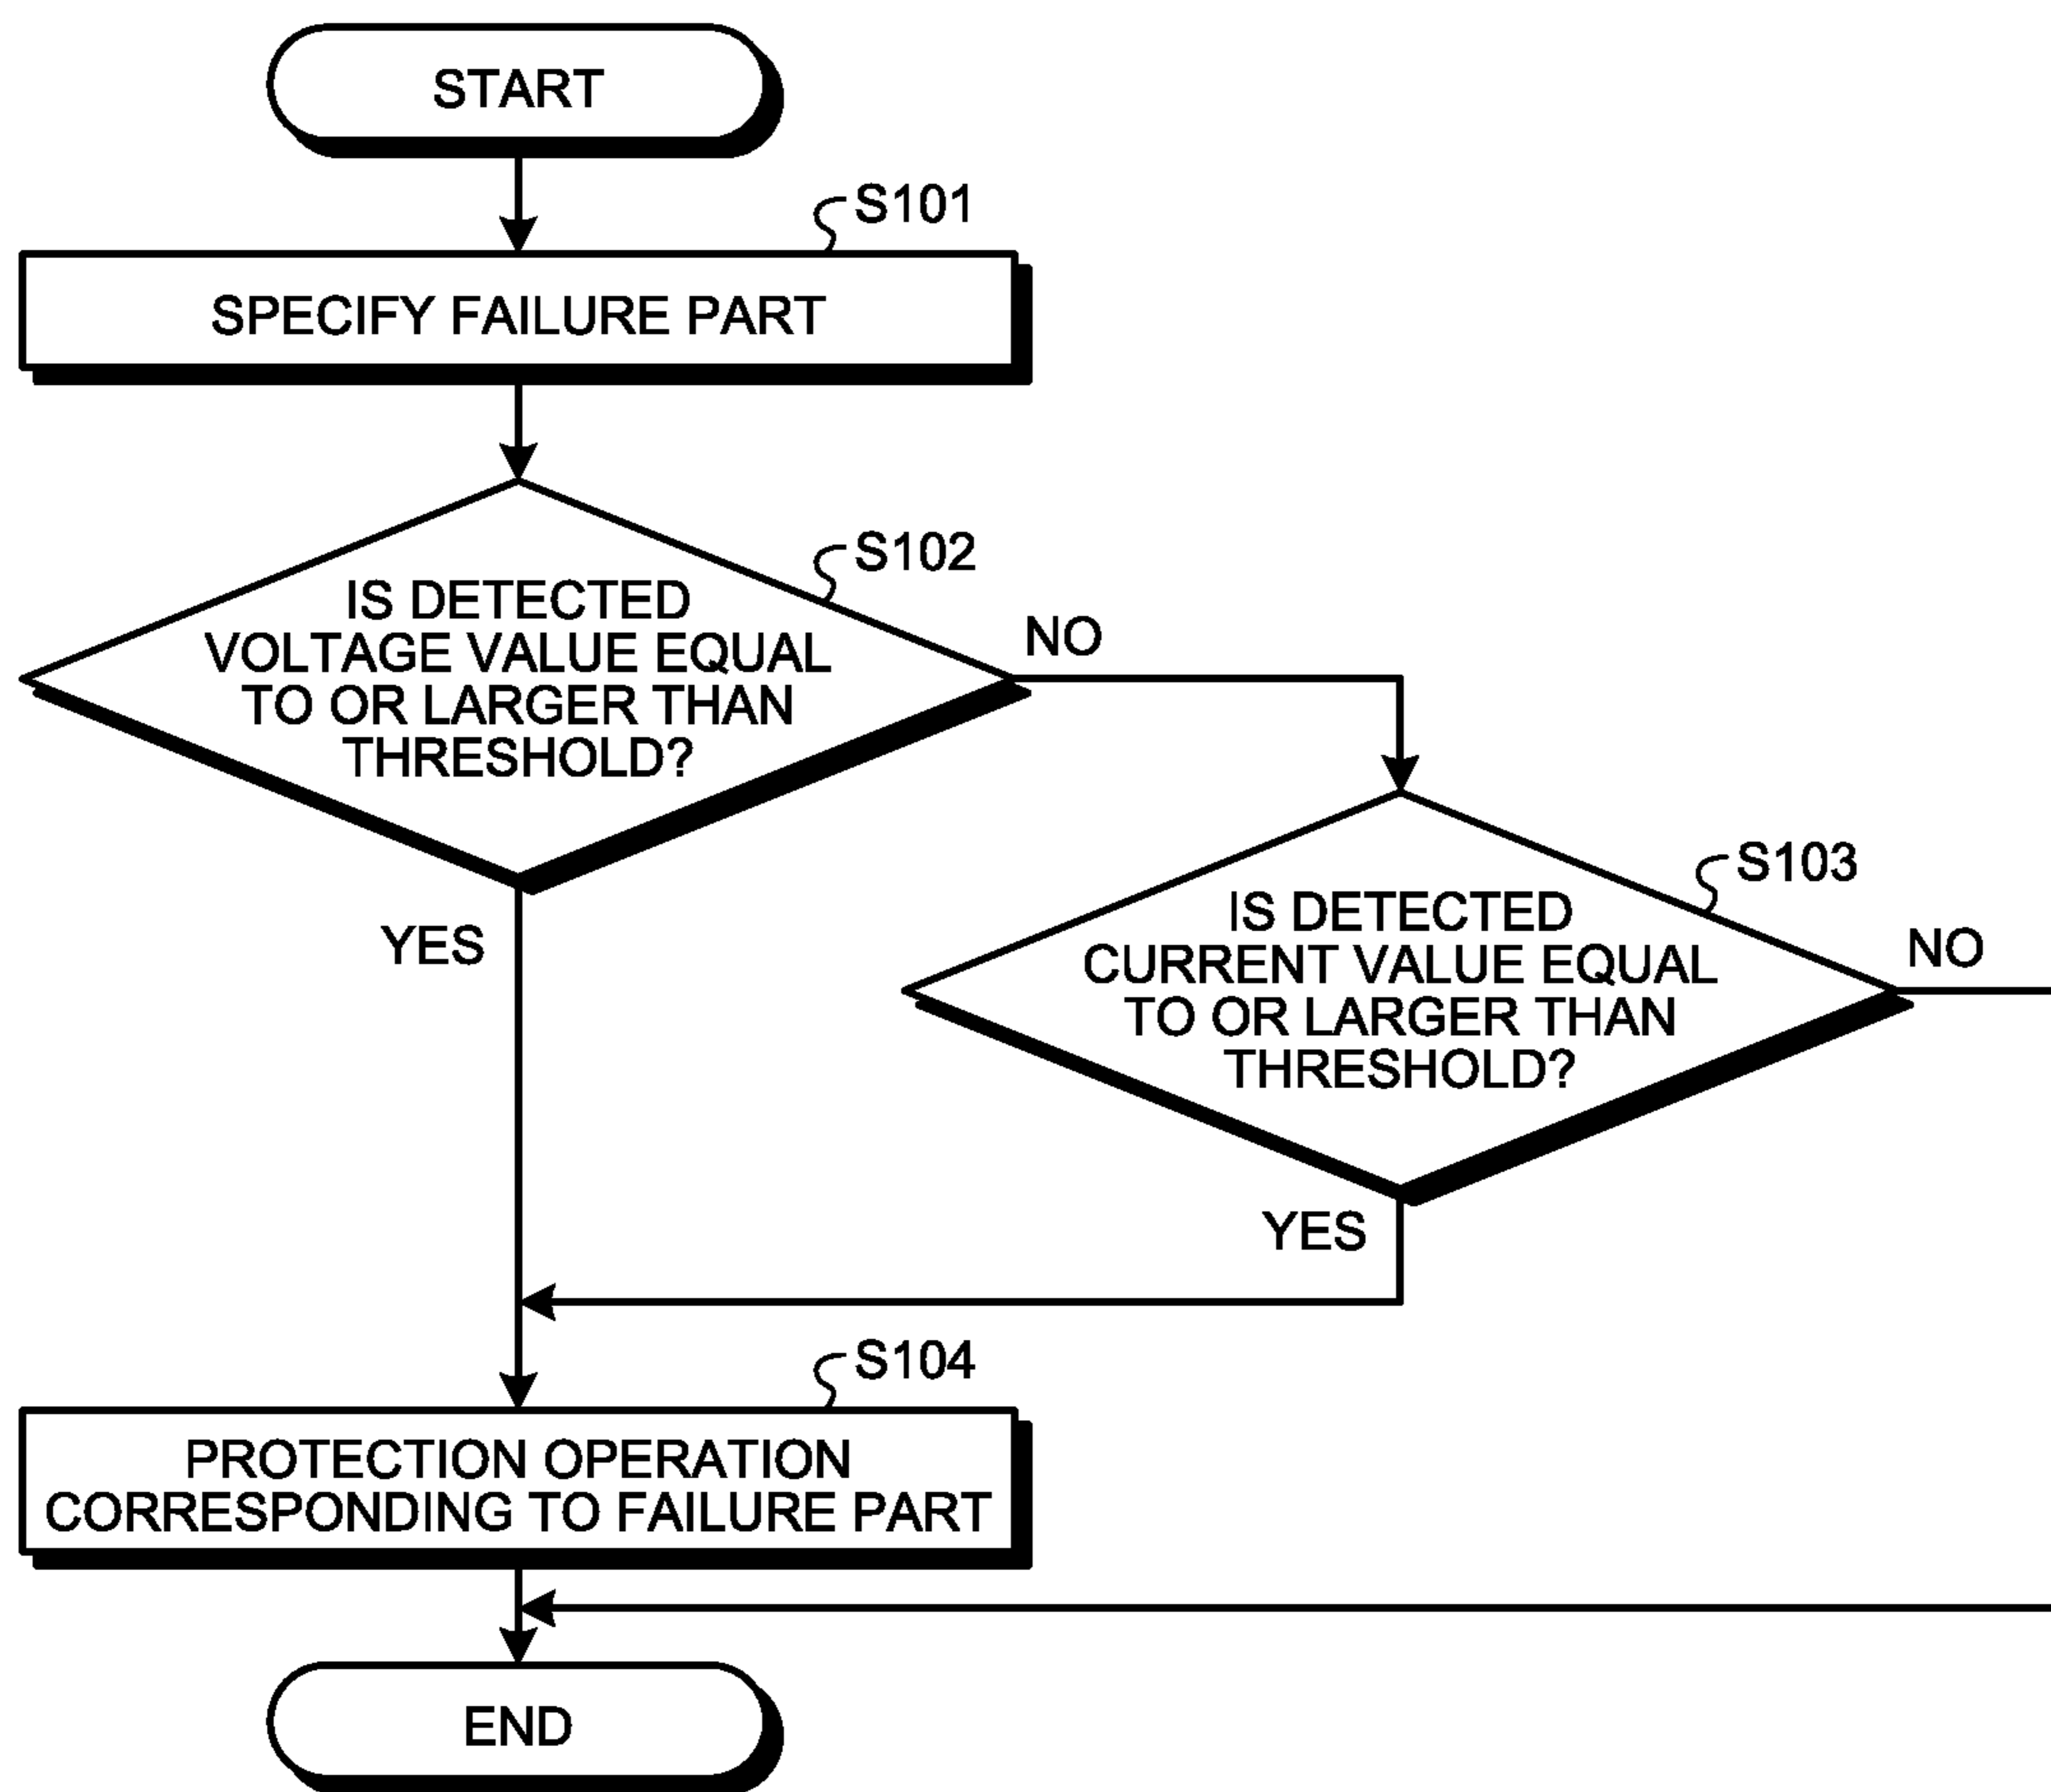 START
S101
SPECIFY FAILURE PART
S102
IS DETECTED
VOLTAGE VALUE EQUAL
TO OR LARGER THAN
THRESHOLD?
NO
YES
S103
IS DETECTED
CURRENT VALUE EQUAL
TO OR LARGER THAN
THRESHOLD?
NO
YES
S104
PROTECTION OPERATION
CORRESPONDING TO FAILURE PART
END